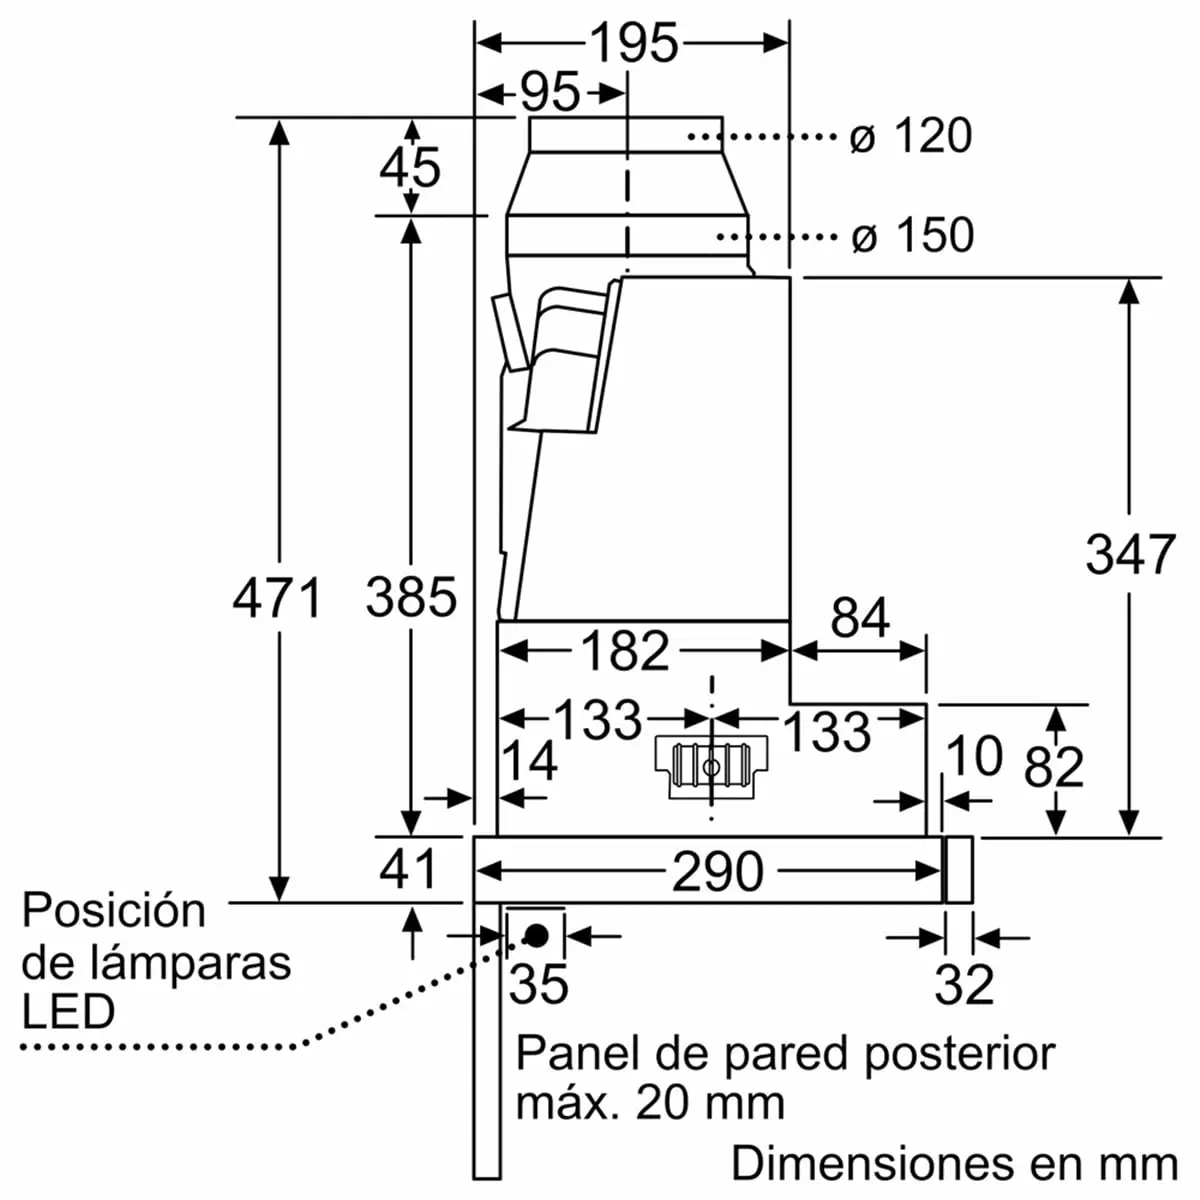 195
95
ø 120
45
ø 150
347
471
385
84
182
133
133
14
10
82
41
290
Posición
de lámparas
LED
35
32
Panel de pared posterior
máx. 20 mm
Dimensiones en mm